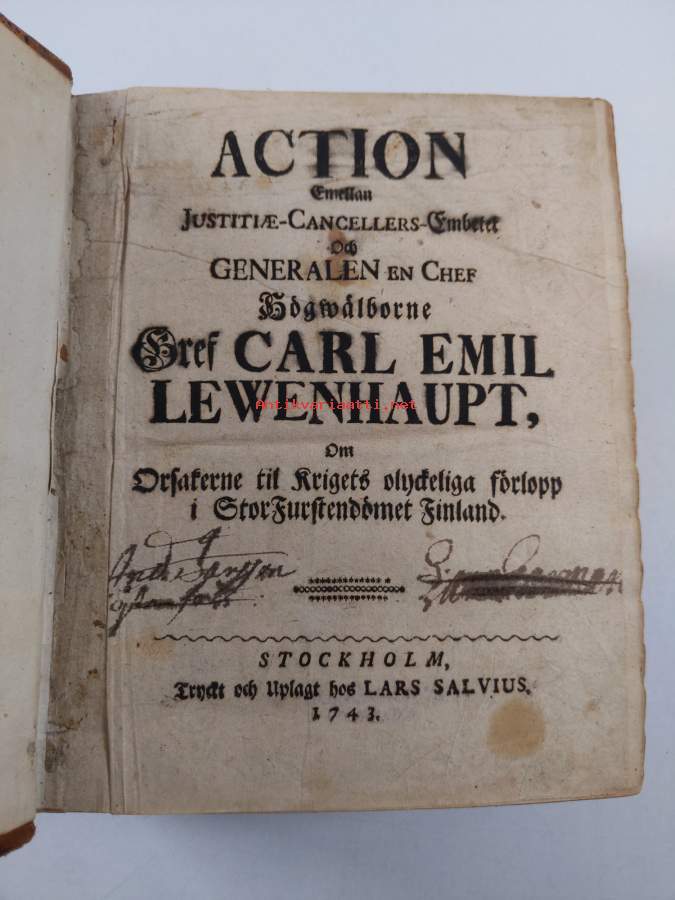 ACTION
Emellan
JUSTITIÆ-CANCELLERS-Embetet
Och
GENERALEN EN CHEF
Högwälborne
Gref CARL EMIL
LEWENHAUPT,
Antikvariaatti.net
Om
Orsakerne til Krigets olyckeliga förlopp
i StorFurstendömet Finland.
STOCKHOLM,
Tryckt och Uplagt hos LARS SALVIUS.
1743.